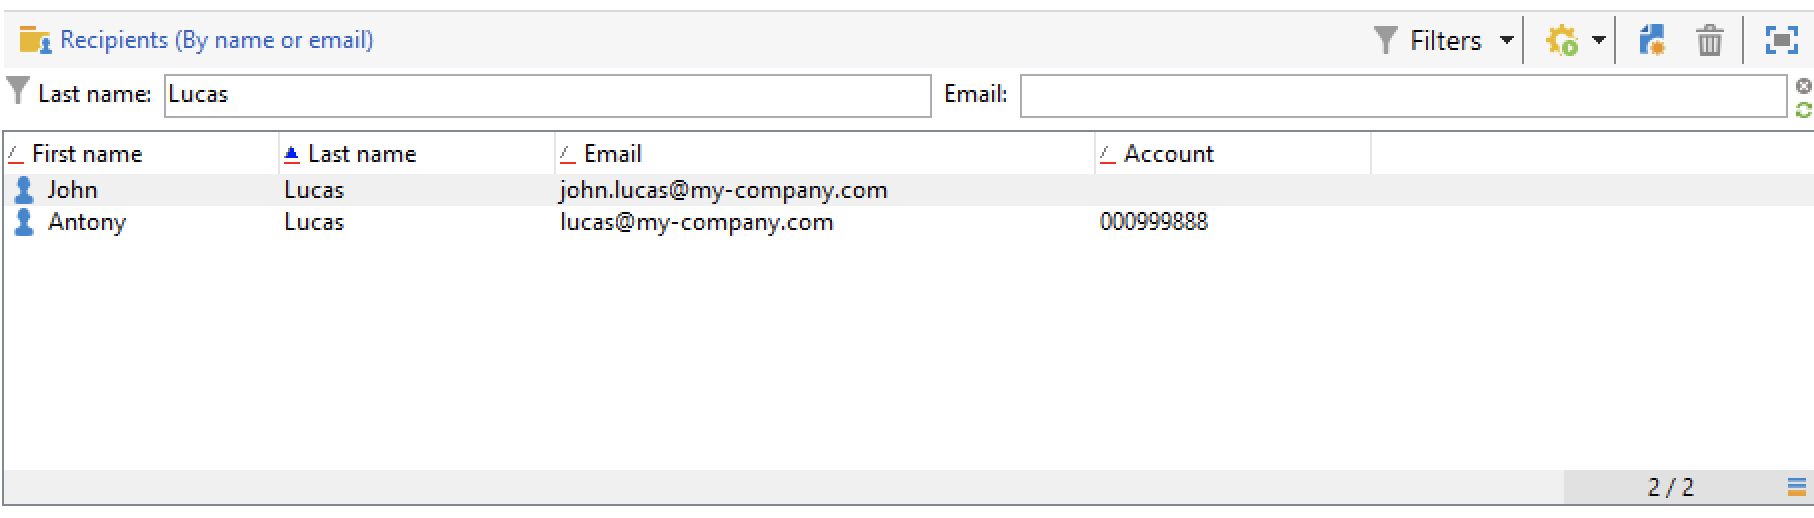 Recipients (By name or email) Filters
Last name: Lucas Email:
First name Last name Email Account
John Lucas john.lucas@my-company.com
Antony Lucas lucas@my-company.com 000999888
2 / 2